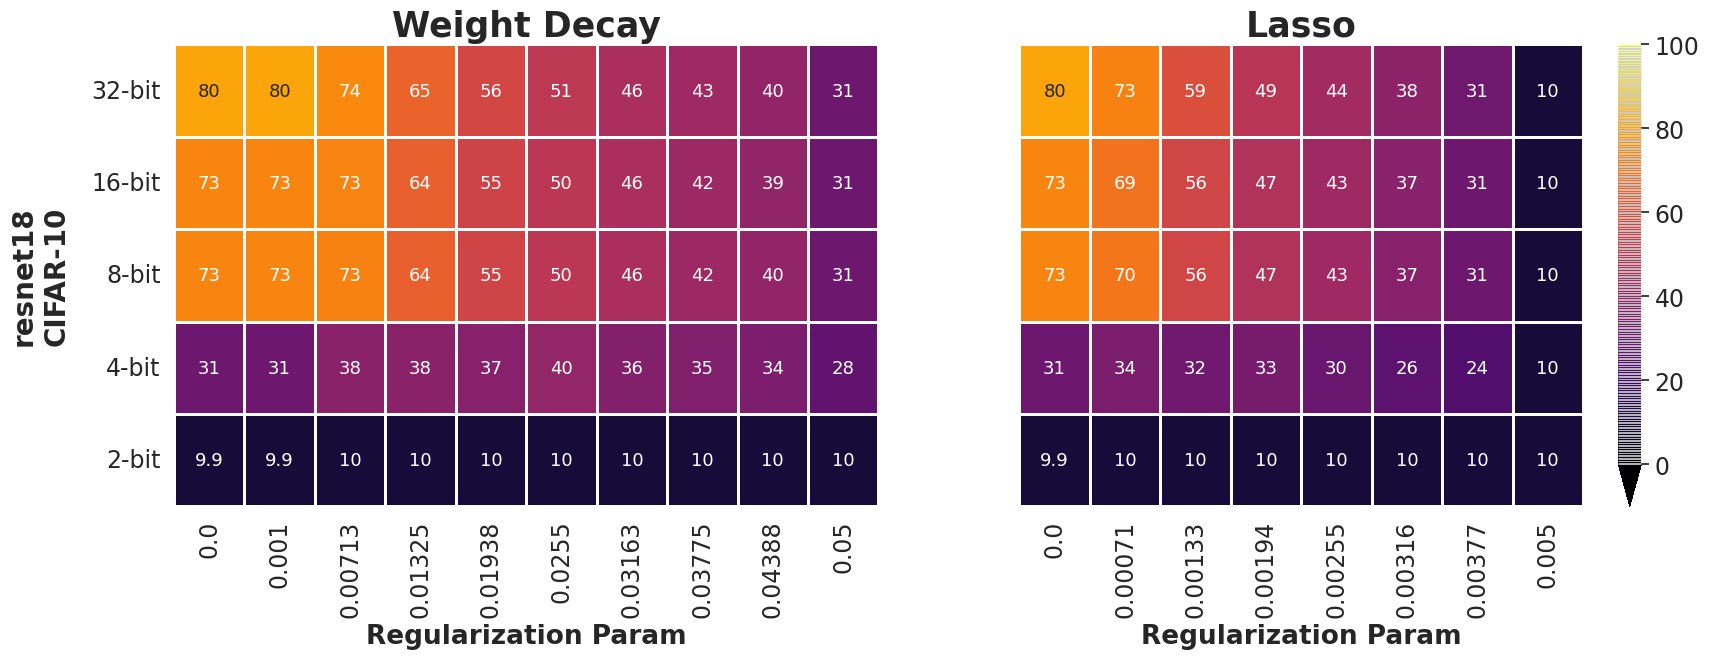 Weight Decay
Lasso
resnet18
CIFAR-10
32-bit 80 80 74 65 56 51 46 43 40 31
16-bit 73 73 73 64 55 50 46 42 39 31
8-bit 73 73 73 64 55 50 46 42 40 31
4-bit 31 31 38 38 37 40 36 35 34 28
2-bit 9.9 9.9 10 10 10 10 10 10 10 10
0.0 0.001 0.00713 0.01325 0.01938 0.0255 0.03163 0.03775 0.04388 0.05
Regularization Param
80 73 59 49 44 38 31 10
73 69 56 47 43 37 31 10
73 70 56 47 43 37 31 10
31 34 32 33 30 26 24 10
9.9 10 10 10 10 10 10 10
0.0 0.00071 0.00133 0.00194 0.00255 0.00316 0.00377 0.005
Regularization Param
100
80
60
40
20
0